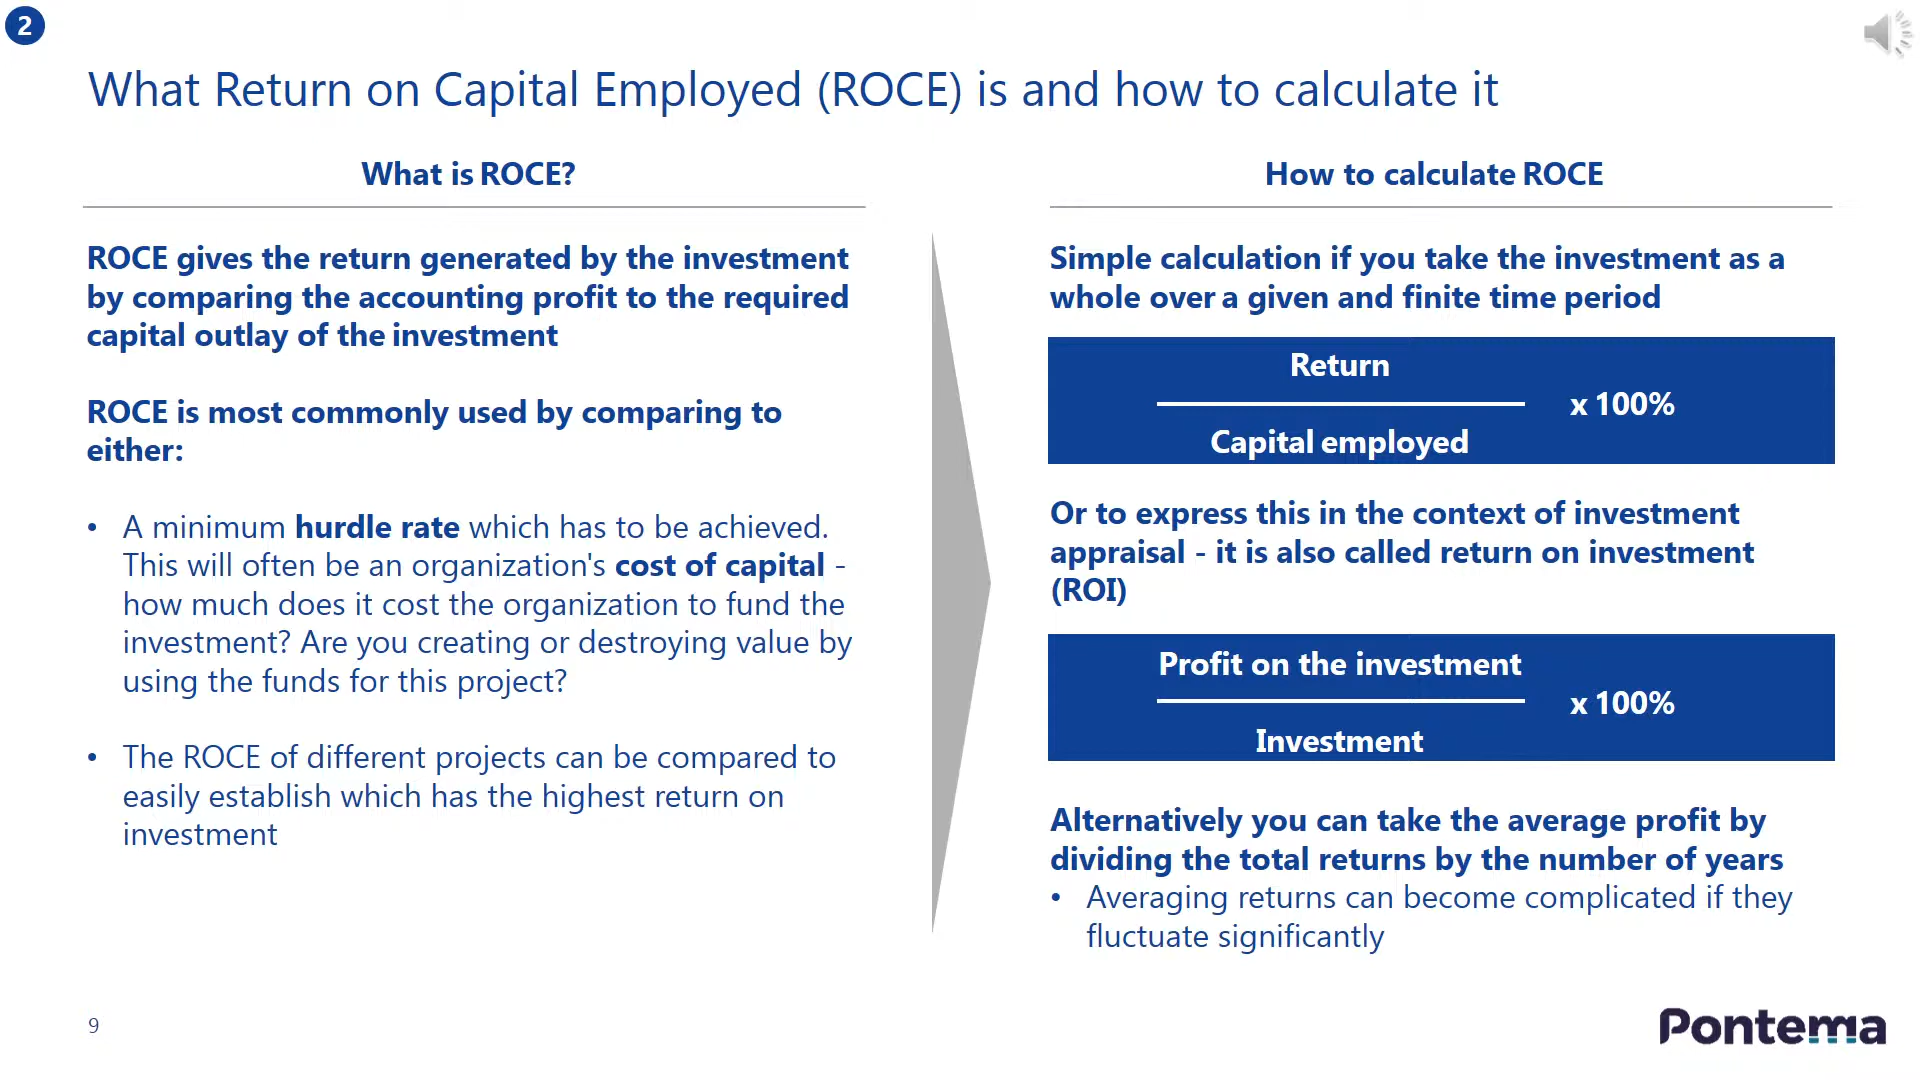 2
What Return on Capital Employed (ROCE) is and how to calculate it
What is ROCE?
ROCE gives the return generated by the investment
by comparing the accounting profit to the required
capital outlay of the investment
ROCE is most commonly used by comparing to
either:
• A minimum hurdle rate which has to be achieved.
This will often be an organization's cost of capital -
how much does it cost the organization to fund the
investment? Are you creating or destroying value by
using the funds for this project?
• The ROCE of different projects can be compared to
easily establish which has the highest return on
investment
How to calculate ROCE
Simple calculation if you take the investment as a
whole over a given and finite time period
Return
x 100%
Capital employed
Or to express this in the context of investment
appraisal - it is also called return on investment
(ROI)
Profit on the investment
x 100%
Investment
Alternatively you can take the average profit by
dividing the total returns by the number of years
• Averaging returns can become complicated if they
fluctuate significantly
9
Pontema